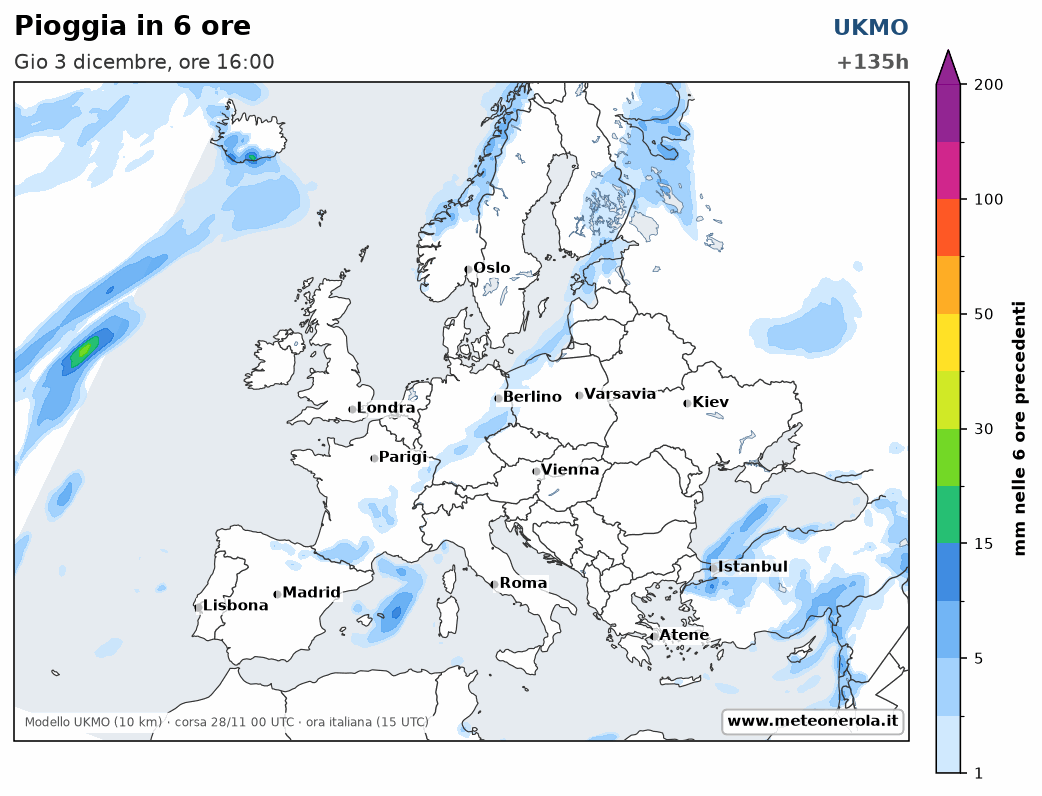 Pioggia in 6 ore
UKMO
Gio 3 dicembre, ore 16:00
+135h
200
100
50
30
15
5
1
mm nelle 6 ore precedenti
Oslo
Berlino
Varsavia
Kiev
Londra
Parigi
Vienna
Istanbul
Roma
Madrid
Lisbona
Atene
Modello UKMO (10 km) · corsa 28/11 00 UTC · ora italiana (15 UTC)
www.meteonerola.it